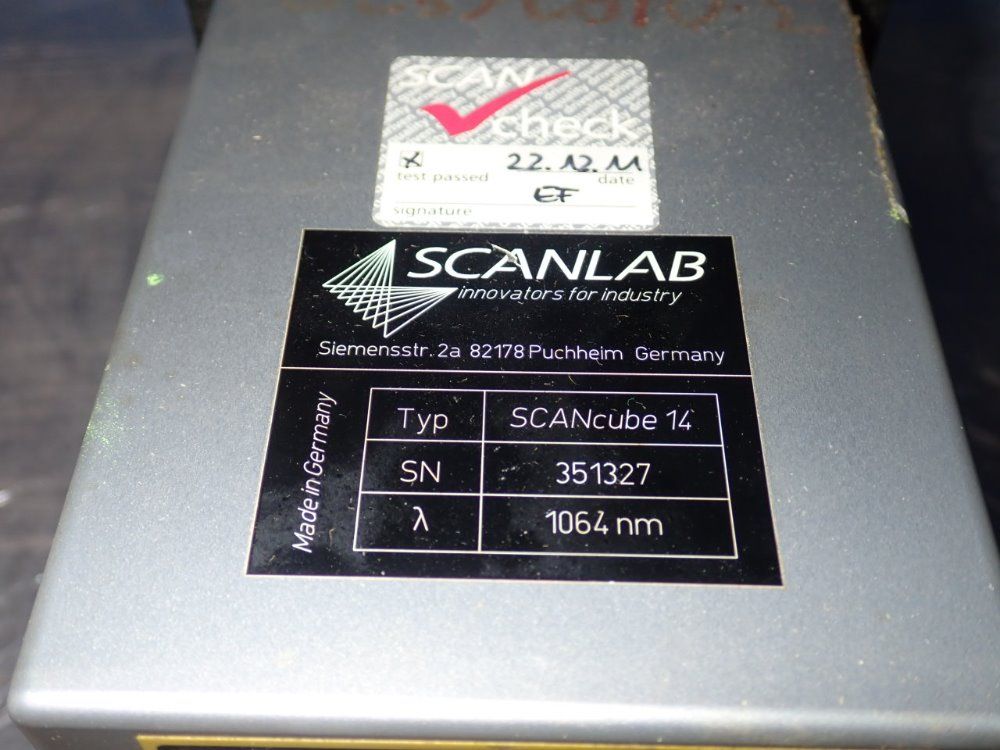 SCAN
check
22.12.11
test passed date
EF
signature
SCANLAB
innovators for industry
Siemensstr. 2a 82178 Puchheim Germany
Made in Germany
Typ SCANcube 14
SN 351327
λ 1064 nm